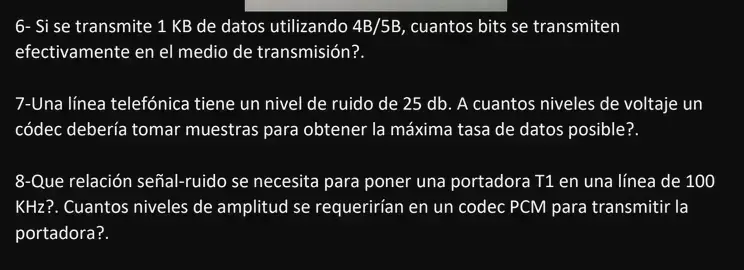 6- Si se transmite 1 KB de datos utilizando 4B/5B, cuantos bits se transmiten
efectivamente en el medio de transmisión?.
7-Una línea telefónica tiene un nivel de ruido de 25 db. A cuantos niveles de voltaje un
códec debería tomar muestras para obtener la máxima tasa de datos posible?.
8-Que relación señal-ruido se necesita para poner una portadora T1 en una línea de 100
KHz?. Cuantos niveles de amplitud se requerirían en un codec PCM para transmitir la
portadora?.